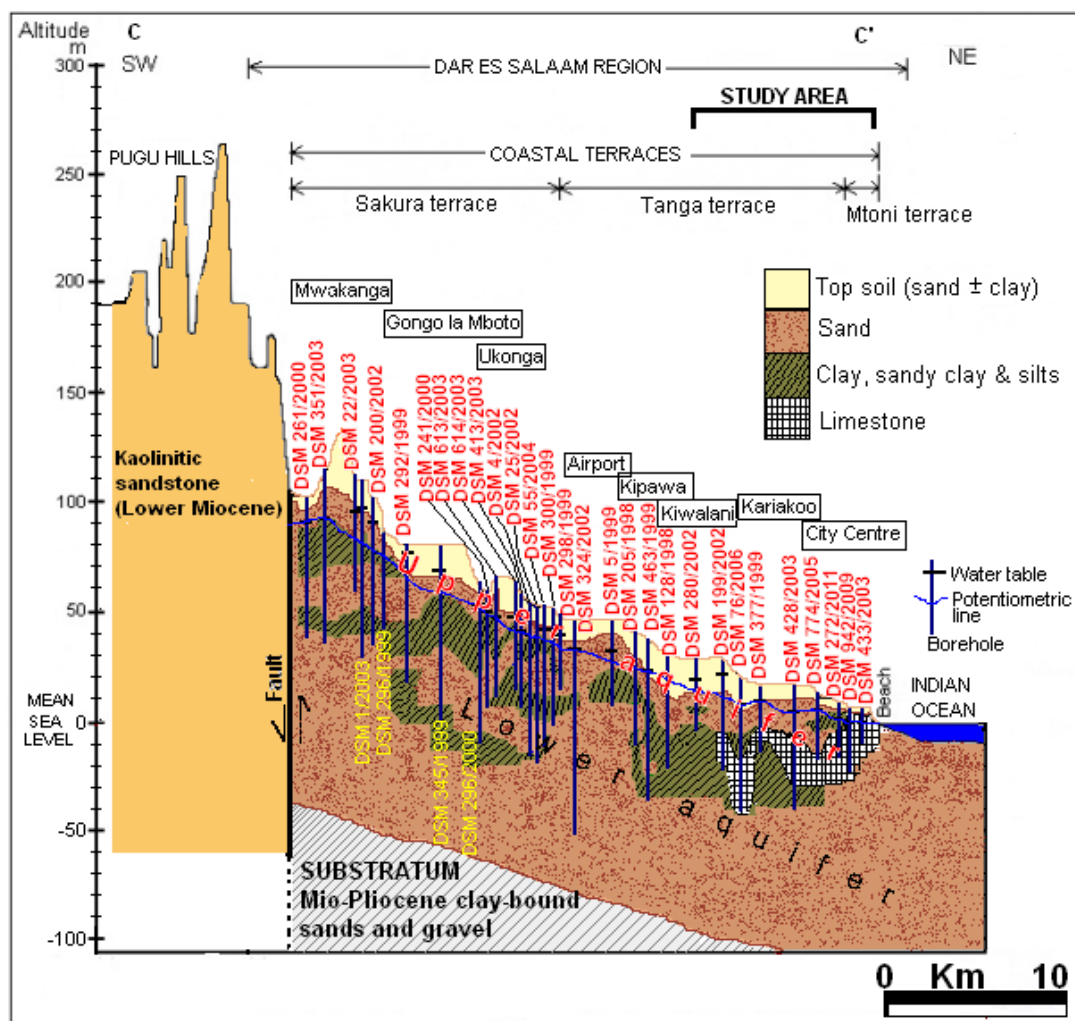 Altitude
m
C
C'
SW
NE
300
250
200
150
100
50
0
-50
-100
MEAN
SEA
LEVEL
DAR ES SALAAM REGION
STUDY AREA
COASTAL TERRACES
Sakura terrace
Tanga terrace
Mtoni terrace
PUGU HILLS
Top soil (sand ± clay)
Sand
Clay, sandy clay & silts
Limestone
Mwakanga
Gongo la Mboto
Ukonga
Airport
Kipawa
Kiwalani
Kariakoo
City Centre
DSM 261/2000
DSM 351/2003
DSM 22/2003
DSM 200/2002
DSM 292/1999
DSM 241/2000
DSM 613/2003
DSM 614/2003
DSM 413/2003
DSM 4/2002
DSM 25/2002
DSM 55/2004
DSM 300/1999
DSM 298/1999
DSM 324/2002
DSM 5/1999
DSM 205/1998
DSM 463/1999
DSM 128/1998
DSM 280/2002
DSM 199/2002
DSM 76/2006
DSM 377/1999
DSM 428/2003
DSM 774/2005
DSM 272/2011
DSM 942/2009
DSM 433/2003
Beach
DSM 1/2003
DSM 296/1999
DSM 345/1999
DSM 296/2000
Water table
Potentiometric
line
Borehole
INDIAN
OCEAN
Kaolinitic
sandstone
(Lower Miocene)
Fault
Upper aquifer
Lower aquifer
SUBSTRATUM
Mio-Pliocene clay-bound
sands and gravel
0 Km 10